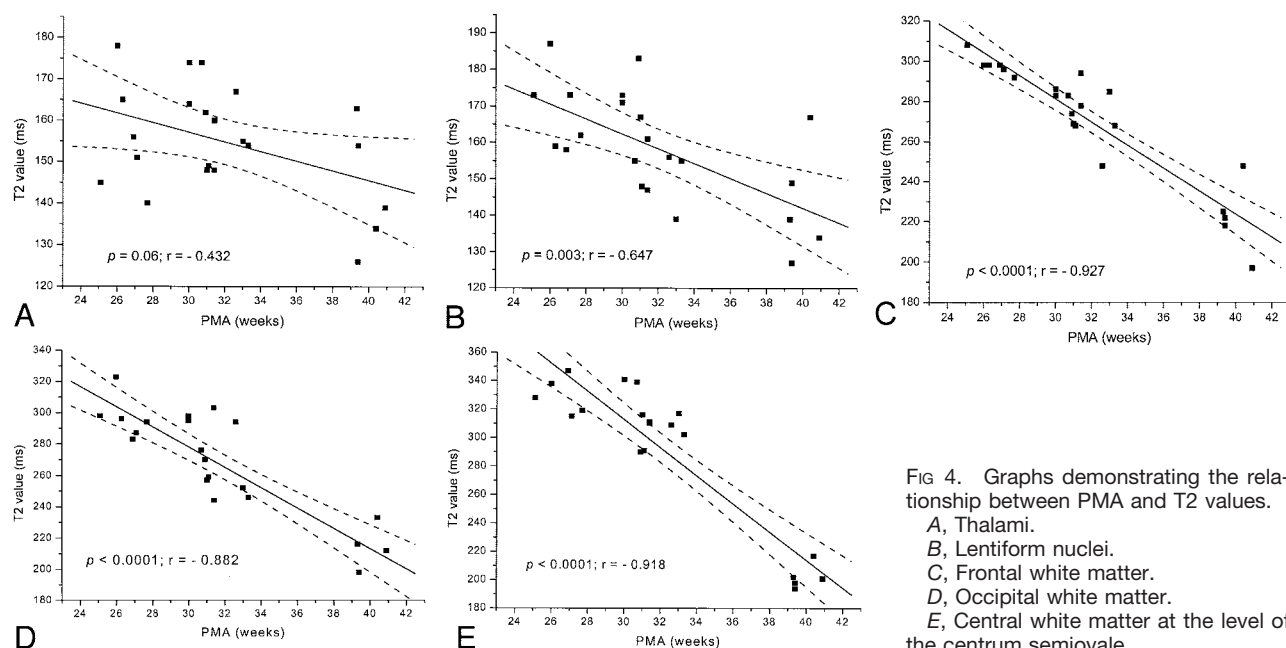 180
170
160
150
140
130
120
T2 value (ms)
p = 0.06; r = - 0.432
24 26 28 30 32 34 36 38 40 42
PMA (weeks)
A
190
180
170
160
150
140
130
120
T2 value (ms)
p = 0.003; r = - 0.647
24 26 28 30 32 34 36 38 40 42
PMA (weeks)
B
320
300
280
260
240
220
200
180
T2 value (ms)
p < 0.0001; r = - 0.927
24 26 28 30 32 34 36 38 40 42
PMA (weeks)
C
340
320
300
280
260
240
220
200
180
T2 value (ms)
p < 0.0001; r = - 0.882
24 26 28 30 32 34 36 38 40 42
PMA (weeks)
D
360
340
320
300
280
260
240
220
200
180
T2 value (ms)
p < 0.0001; r = - 0.918
24 26 28 30 32 34 36 38 40 42
PMA (weeks)
E
FIG 4. Graphs demonstrating the rela-
tionship between PMA and T2 values.
A, Thalami.
B, Lentiform nuclei.
C, Frontal white matter.
D, Occipital white matter.
E, Central white matter at the level of
the centrum semiovale.